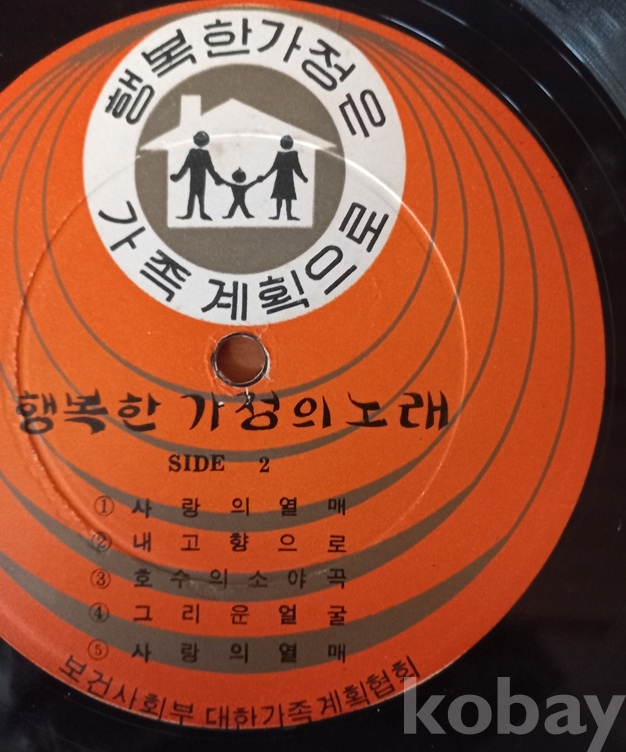 행복한가정은
가족계획으로
행복한 가정의 노래
SIDE 2
① 사랑의열매
② 내고향으로
③ 호수의소야곡
④ 그리운얼굴
⑤ 사랑의열매
보건사회부 대한가족계획협회
kobay